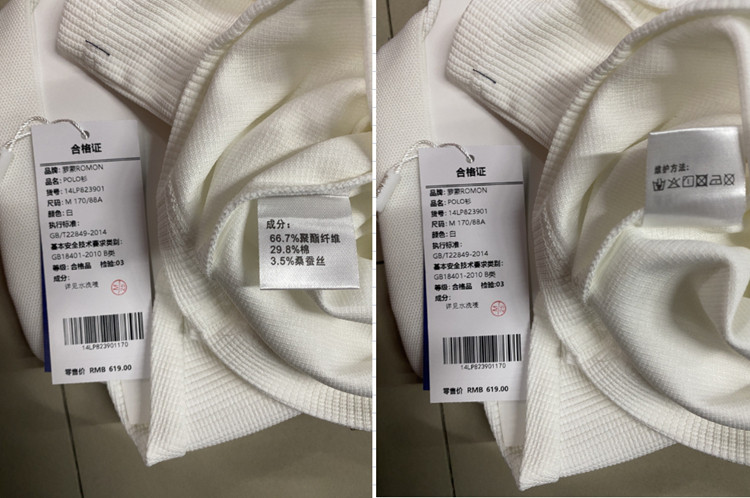 合格证
品牌: 罗蒙ROMON
品名: POLO衫
货号: 14LP823901
尺码: M 170/88A
颜色: 白
执行标准:
GB/T22849-2014
基本安全技术要求类别:
GB18401-2010 B类
等级: 合格品 检验:03
成分:
详见水洗唛
14LP823901170
零售价 RMB 619.00
成分:
66.7%聚酯纤维
29.8%棉
3.5%桑蚕丝
合格证
品牌: 罗蒙ROMON
品名: POLO衫
货号: 14LP823901
尺码: M 170/88A
颜色: 白
执行标准:
GB/T22849-2014
基本安全技术要求类别:
GB18401-2010 B类
等级: 合格品 检验:03
成分:
详见水洗唛
14LP823901170
零售价 RMB 619.00
维护方法: